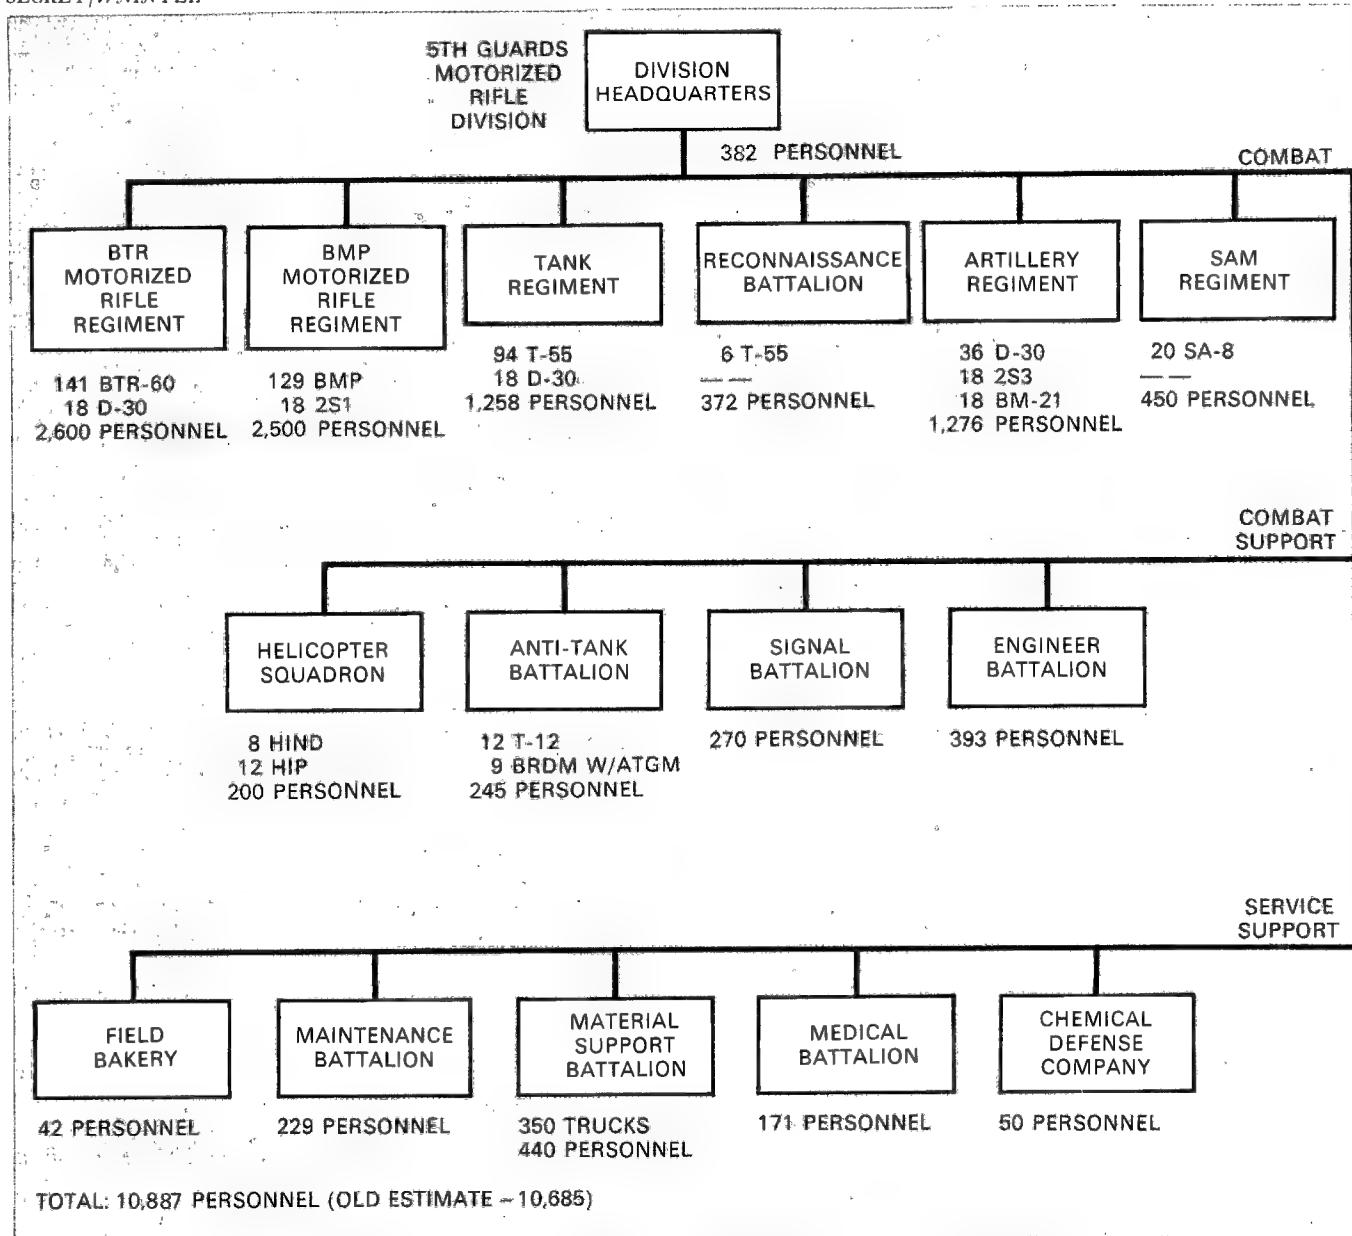 5TH GUARDS
MOTORIZED
RIFLE
DIVISION
DIVISION
HEADQUARTERS
382 PERSONNEL
COMBAT
BTR
MOTORIZED
RIFLE
REGIMENT
141 BTR-60
18 D-30
2,600 PERSONNEL
BMP
MOTORIZED
RIFLE
REGIMENT
129 BMP
18 2S1
2,500 PERSONNEL
TANK
REGIMENT
94 T-55
18 D-30
1,258 PERSONNEL
RECONNAISSANCE
BATTALION
6 T-55
— —
372 PERSONNEL
ARTILLERY
REGIMENT
36 D-30
18 2S3
18 BM-21
1,276 PERSONNEL
SAM
REGIMENT
20 SA-8
— —
450 PERSONNEL
COMBAT
SUPPORT
HELICOPTER
SQUADRON
8 HIND
12 HIP
200 PERSONNEL
ANTI-TANK
BATTALION
12 T-12
9 BRDM W/ATGM
245 PERSONNEL
SIGNAL
BATTALION
270 PERSONNEL
ENGINEER
BATTALION
393 PERSONNEL
SERVICE
SUPPORT
FIELD
BAKERY
42 PERSONNEL
MAINTENANCE
BATTALION
229 PERSONNEL
MATERIAL
SUPPORT
BATTALION
350 TRUCKS
440 PERSONNEL
MEDICAL
BATTALION
171 PERSONNEL
CHEMICAL
DEFENSE
COMPANY
50 PERSONNEL
TOTAL: 10,887 PERSONNEL (OLD ESTIMATE – 10,685)